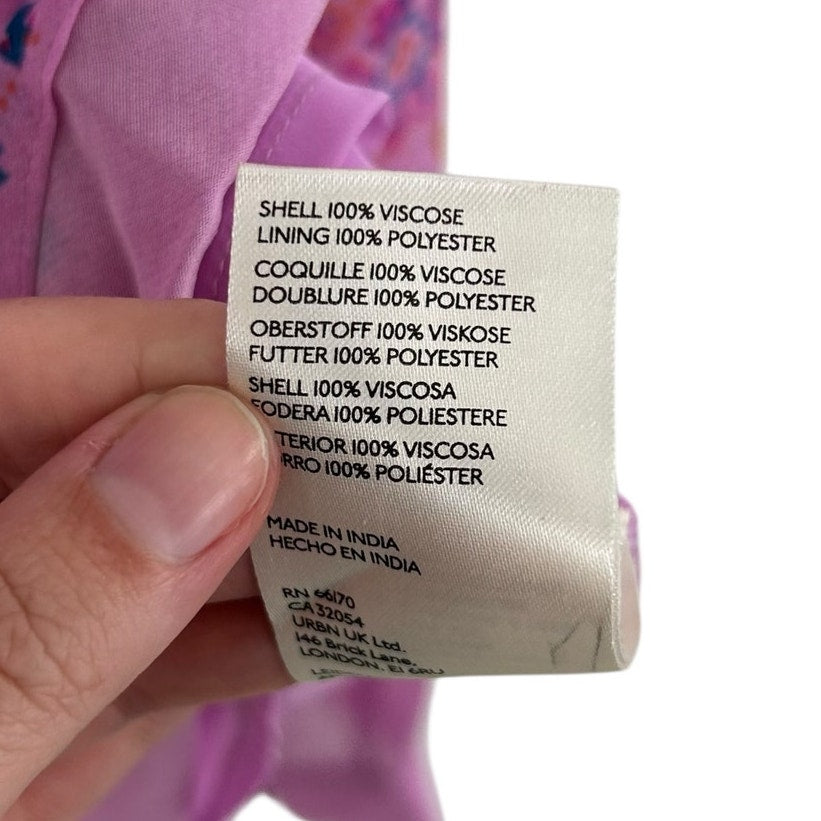 SHELL 100% VISCOSE
LINING 100% POLYESTER
COQUILLE 100% VISCOSE
DOUBLURE 100% POLYESTER
OBERSTOFF 100% VISKOSE
FUTTER 100% POLYESTER
SHELL 100% VISCOSA
FODERA 100% POLIESTERE
TERIOR 100% VISCOSA
RRO 100% POLIÉSTER
MADE IN INDIA
HECHO EN INDIA
RN 66170
CA 32054
URBN UK Ltd.
146 Brick Lane,
LONDON. E1 6RU